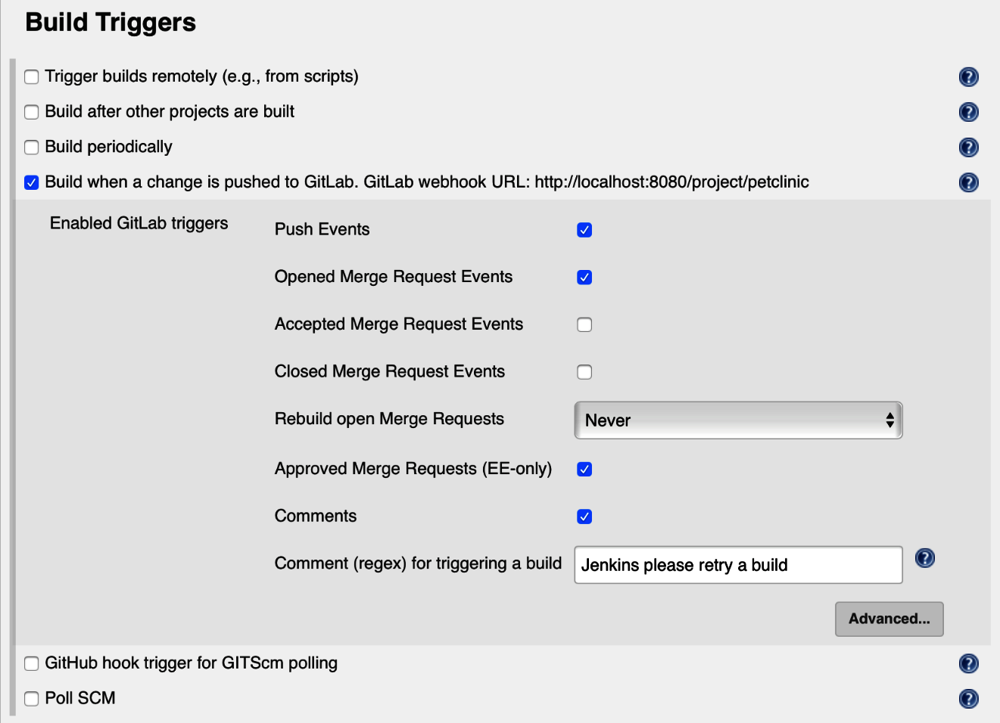 Build Triggers
Trigger builds remotely (e.g., from scripts)
Build after other projects are built
Build periodically
Build when a change is pushed to GitLab. GitLab webhook URL: http://localhost:8080/project/petclinic
Enabled GitLab triggers
Push Events
Opened Merge Request Events
Accepted Merge Request Events
Closed Merge Request Events
Rebuild open Merge Requests
Never
Approved Merge Requests (EE-only)
Comments
Comment (regex) for triggering a build
Jenkins please retry a build
Advanced...
GitHub hook trigger for GITScm polling
Poll SCM